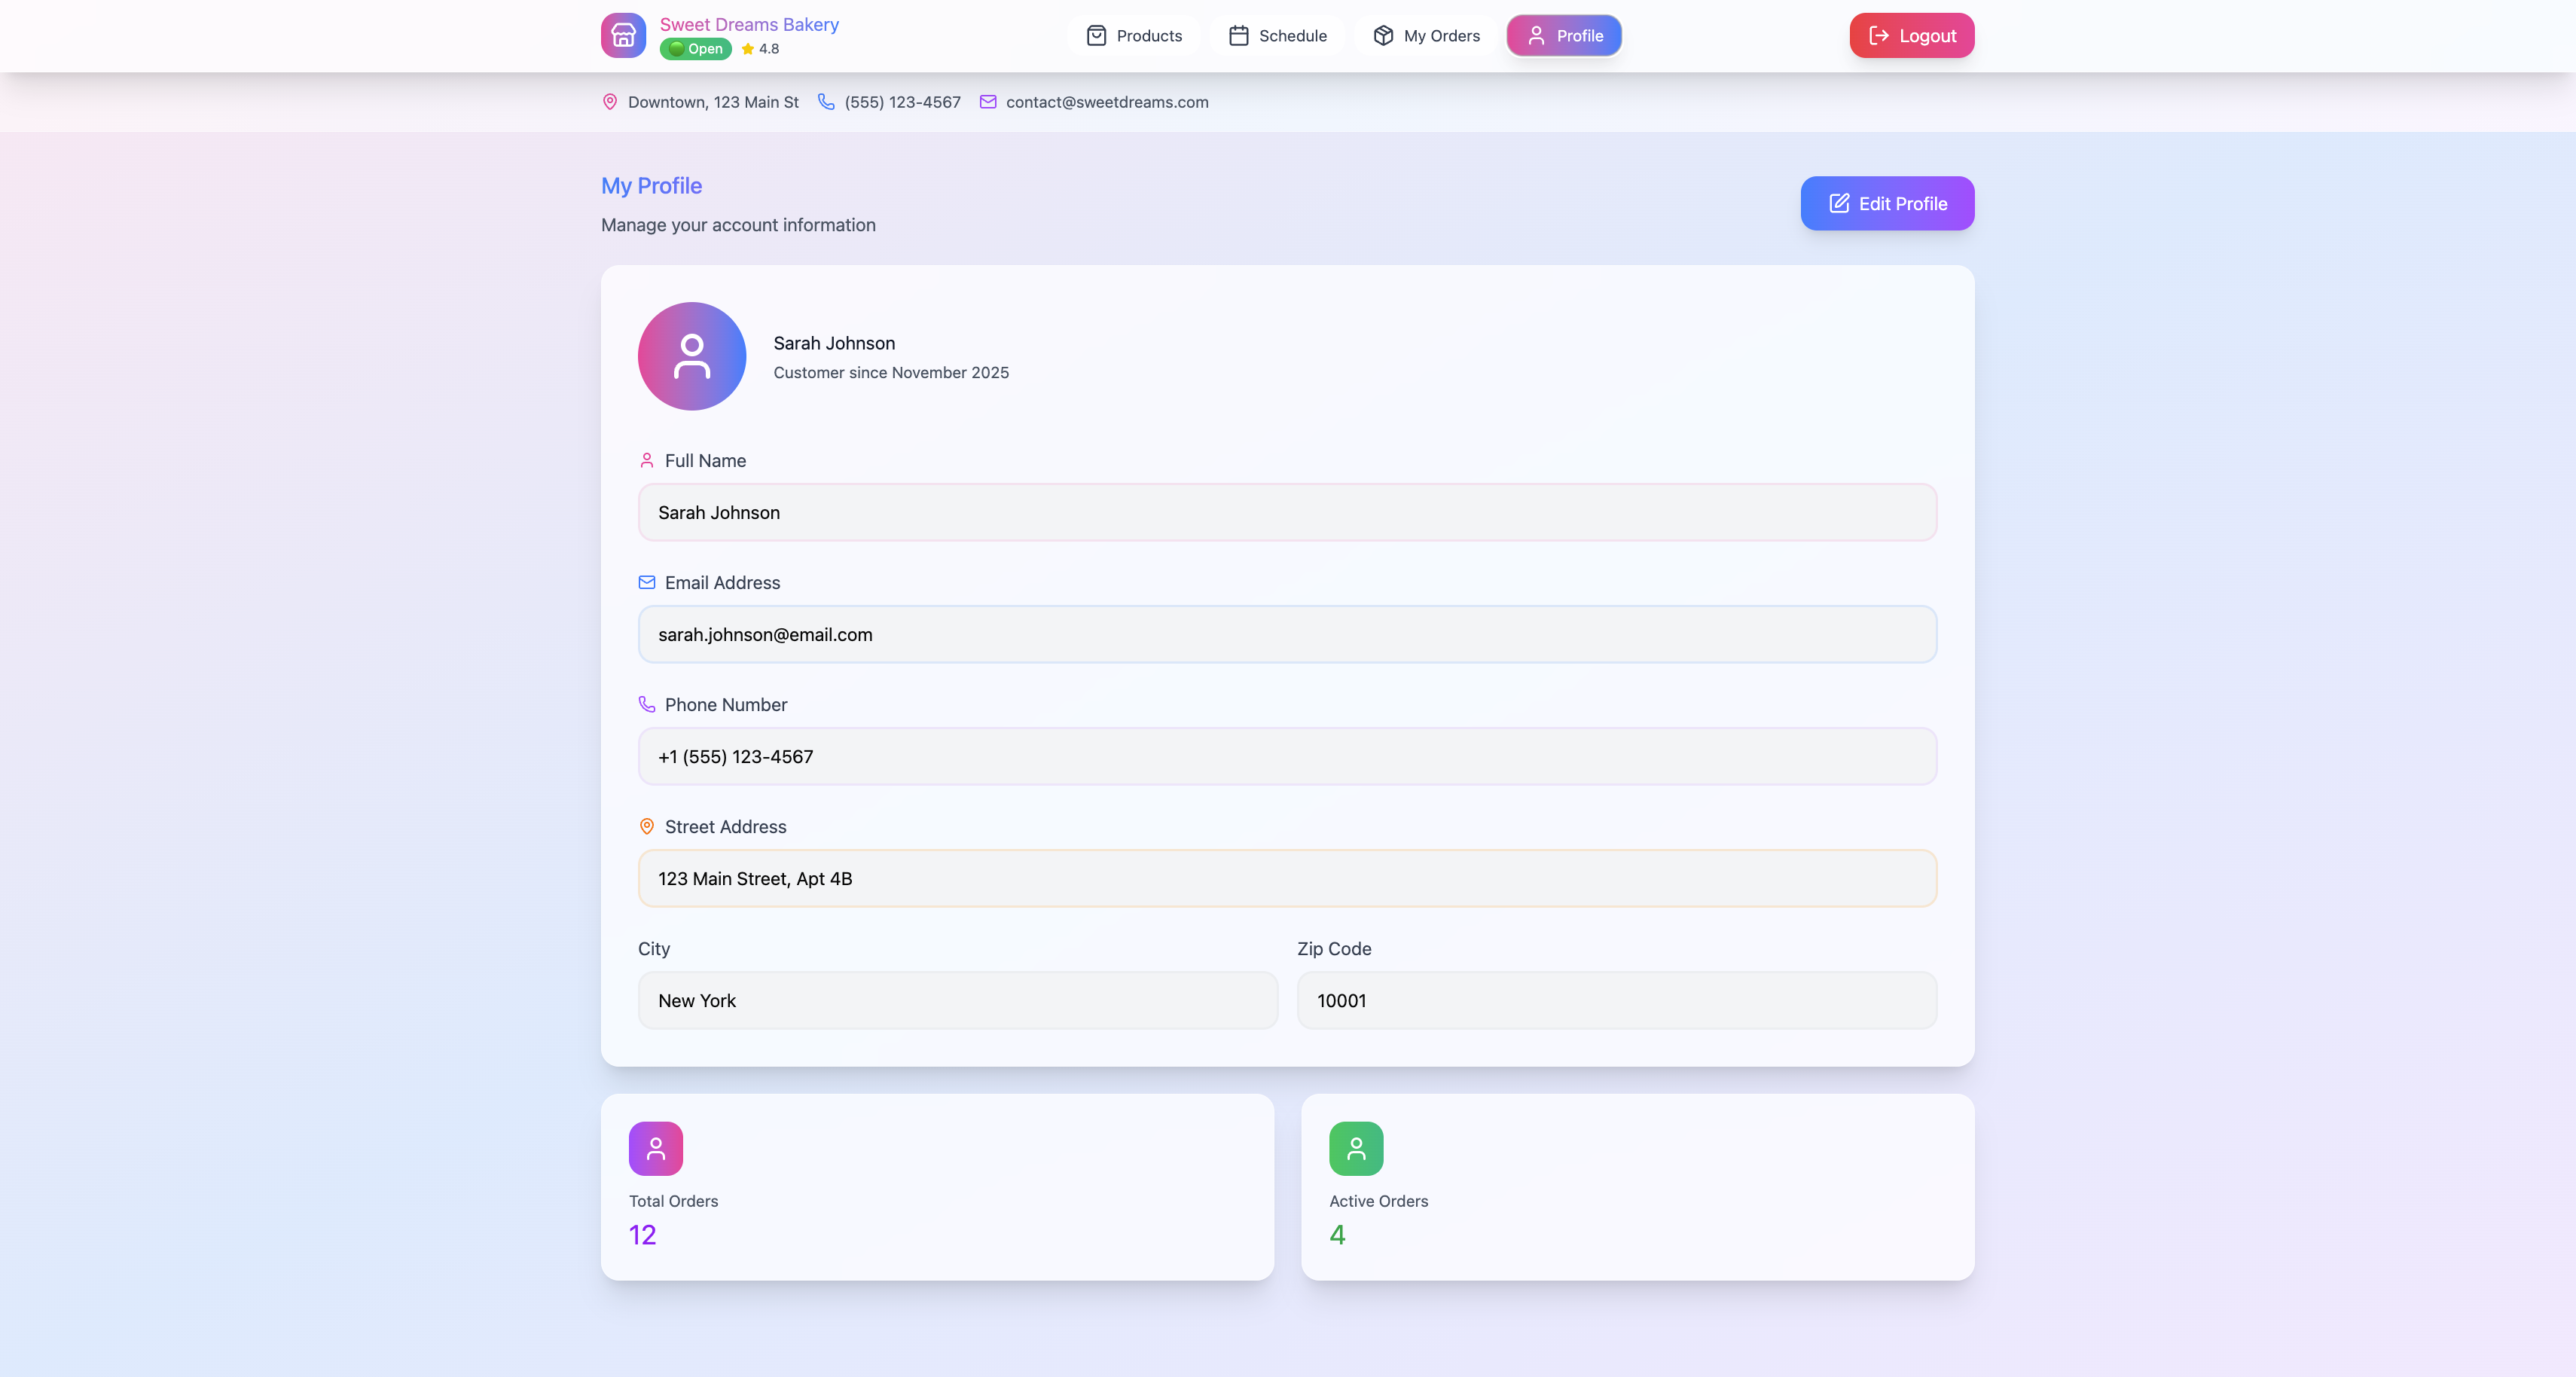 Sweet Dreams Bakery
Open 4.8
Products
Schedule
My Orders
Profile
Logout
Downtown, 123 Main St
(555) 123-4567
contact@sweetdreams.com
My Profile
Manage your account information
Edit Profile
Sarah Johnson
Customer since November 2025
Full Name
Sarah Johnson
Email Address
sarah.johnson@email.com
Phone Number
+1 (555) 123-4567
Street Address
123 Main Street, Apt 4B
City
New York
Zip Code
10001
Total Orders
12
Active Orders
4